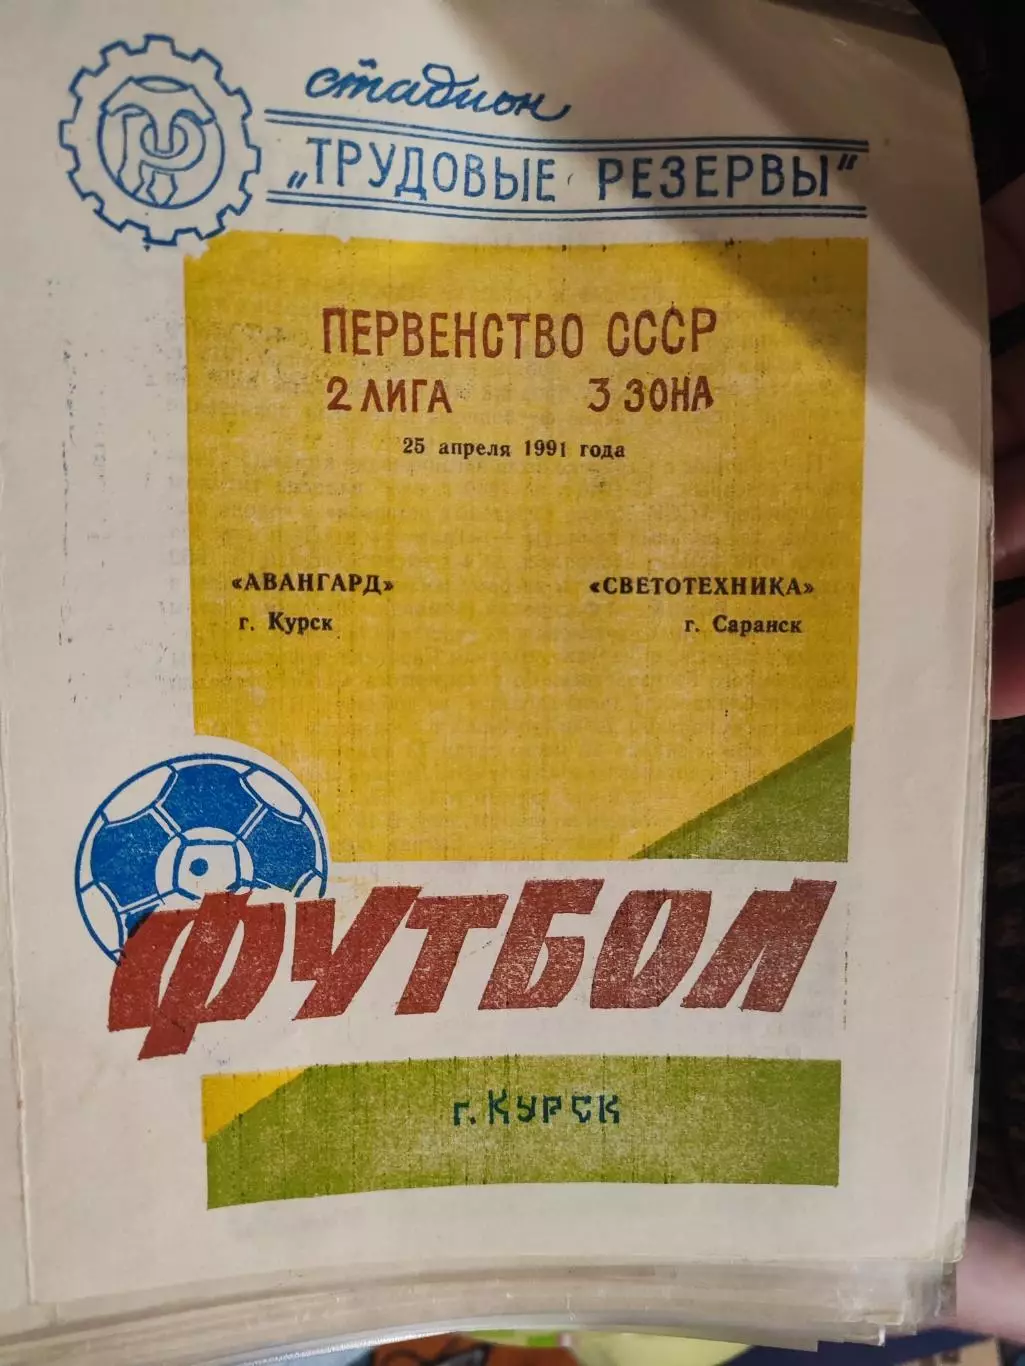 стадион
„ТРУДОВЫЕ РЕЗЕРВЫ"
ПЕРВЕНСТВО СССР
2 ЛИГА 3 ЗОНА
25 апреля 1991 года
«АВАНГАРД» «СВЕТОТЕХНИКА»
г. Курск г. Саранск
ФУТБОЛ
г. КУРСК